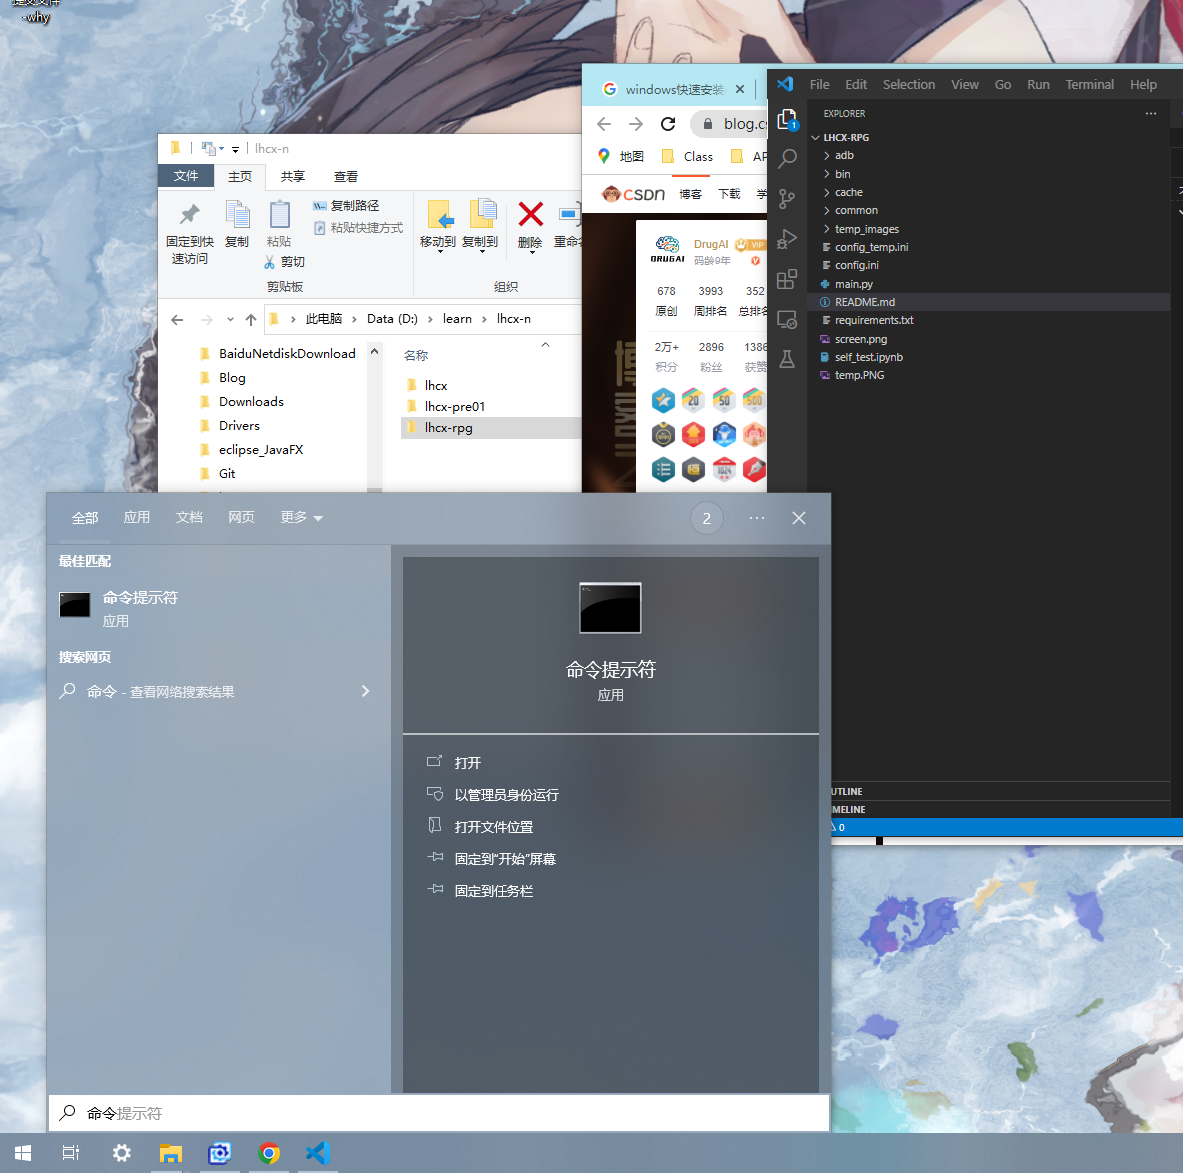 -why
lhcx-n
文件
主页
共享
查看
固定到快
速访问
复制
粘贴
复制路径
粘贴快捷方式
剪切
剪贴板
移动到
复制到
删除
组织
此电脑
Data (D:)
learn
lhcx-n
BaiduNetdiskDownload
Blog
Downloads
Drivers
eclipse_JavaFX
Git
名称
lhcx
lhcx-pre01
lhcx-rpg
windows快速安装
blog.cs
地图
Class
AP
CSDN
博客
下载
学
DRUGAI
DrugAI
VIP
码龄9年
678
3993
352
原创
周排名
总排名
2万+
2896
1386
积分
粉丝
获赞
20
50
500
1024
File Edit Selection View Go Run Terminal Help
1
EXPLORER
LHCX-RPG
adb
bin
cache
common
temp_images
config_temp.ini
config.ini
main.py
README.md
requirements.txt
screen.png
self_test.ipynb
temp.PNG
UTLINE
MELINE
0
全部
应用
文档
网页
更多
2
最佳匹配
命令提示符
应用
搜索网页
命令 - 查看网络搜索结果
命令提示符
应用
打开
以管理员身份运行
打开文件位置
固定到"开始"屏幕
固定到任务栏
命令提示符